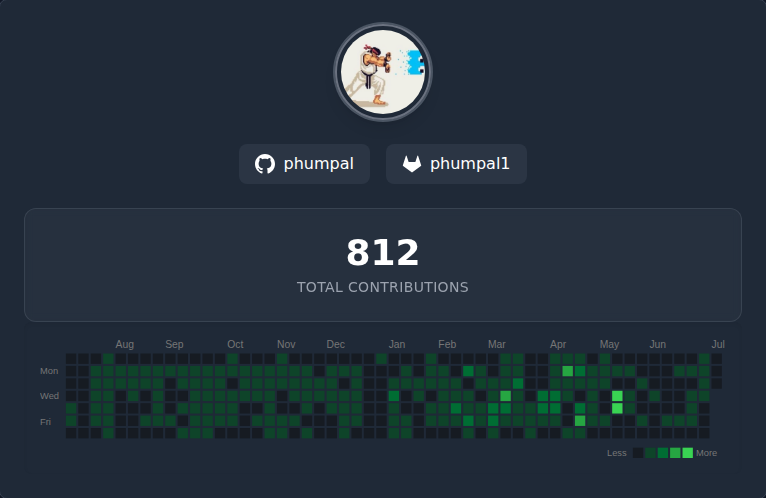 phumpal phumpal1
812
TOTAL CONTRIBUTIONS
Aug Sep Oct Nov Dec Jan Feb Mar Apr May Jun Jul
Mon
Wed
Fri
Less More